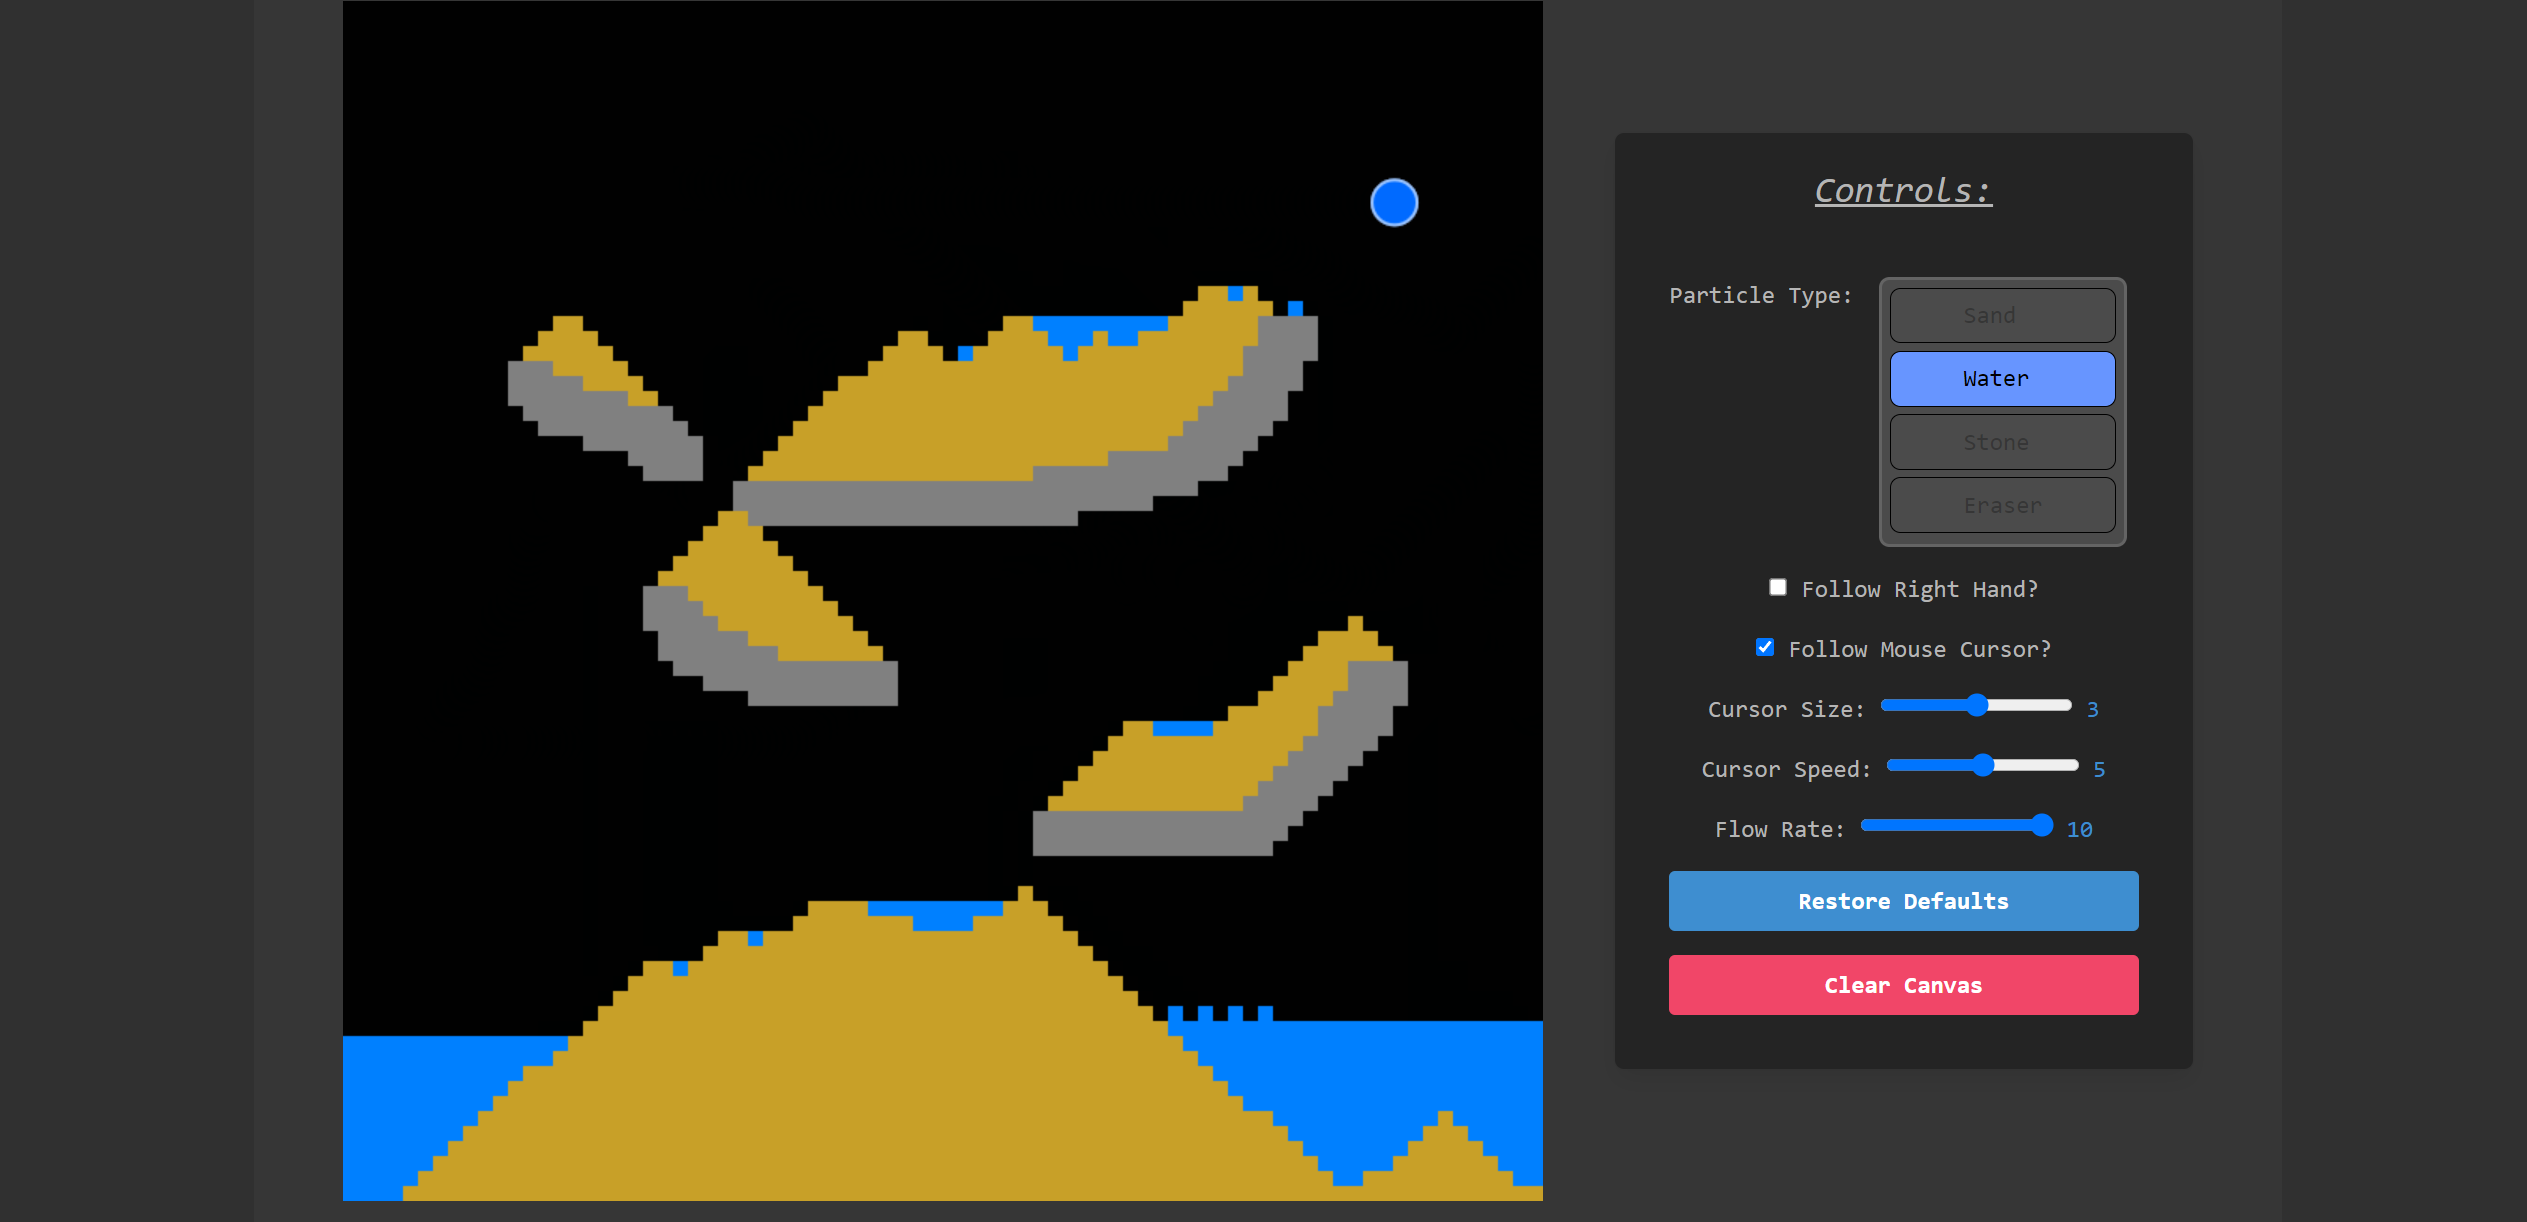 Controls:
Particle Type:
Sand
Water
Stone
Eraser
Follow Right Hand?
Follow Mouse Cursor?
Cursor Size: 3
Cursor Speed: 5
Flow Rate: 10
Restore Defaults
Clear Canvas